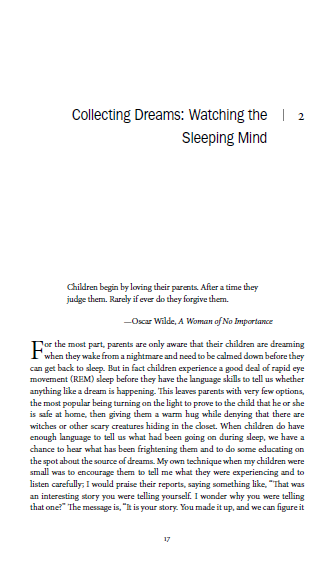 Collecting Dreams: Watching the | 2
Sleeping Mind
Children begin by loving their parents. After a time they
judge them. Rarely if ever do they forgive them.
—Oscar Wilde, A Woman of No Importance
For the most part, parents are only aware that their children are dreaming
when they wake from a nightmare and need to be calmed down before they
can get back to sleep. But in fact children experience a good deal of rapid eye
movement (REM) sleep before they have the language skills to tell us whether
anything like a dream is happening. This leaves parents with very few options,
the most popular being turning on the light to prove to the child that he or she
is safe at home, then giving them a warm hug while denying that there are
witches or other scary creatures hiding in the closet. When children do have
enough language to tell us what had been going on during sleep, we have a
chance to hear what has been frightening them and to do some educating on
the spot about the source of dreams. My own technique when my children were
small was to encourage them to tell me what they were experiencing and to
listen carefully; I would praise their reports, saying something like, “That was
an interesting story you were telling yourself. I wonder why you were telling
that one?” The message is, “It is your story. You made it up, and we can figure it
17